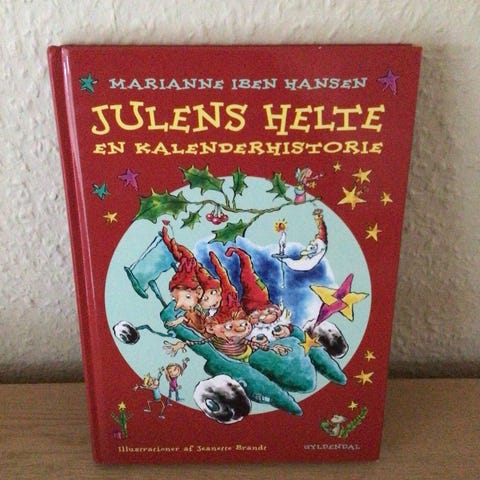 MARIANNE IBEN HANSEN
JULENS HELTE
EN KALENDERHISTORIE
Illustrationer af Jeanette Brandt
GYLDENDAL